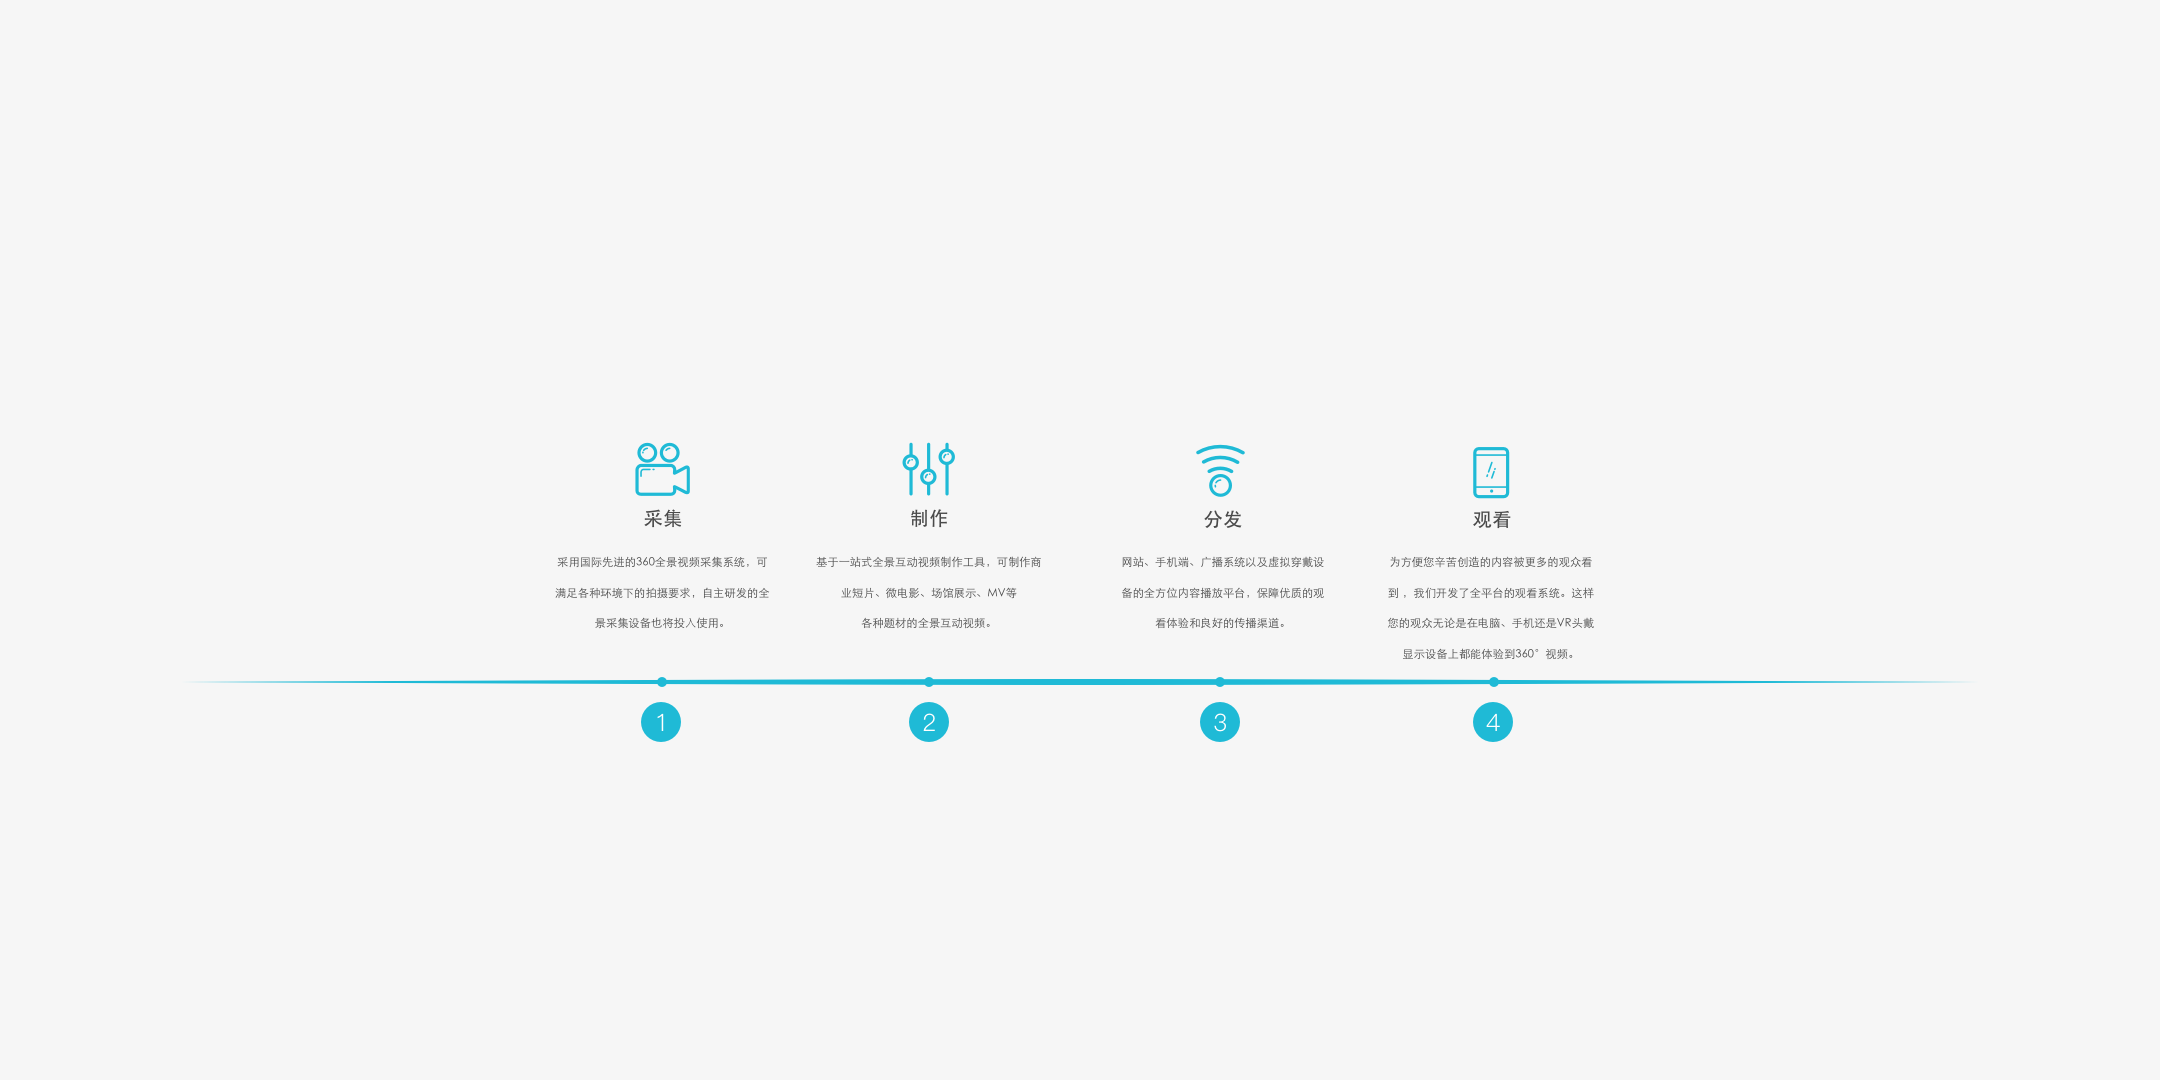 采集
采用国际先进的360全景视频采集系统，可
满足各种环境下的拍摄要求，自主研发的全
景采集设备也将投入使用。
1
制作
基于一站式全景互动视频制作工具，可制作商
业短片、微电影、场馆展示、MV等
各种题材的全景互动视频。
2
分发
网站、手机端、广播系统以及虚拟穿戴设
备的全方位内容播放平台，保障优质的观
看体验和良好的传播渠道。
3
观看
为方便您辛苦创造的内容被更多的观众看
到 ，我们开发了全平台的观看系统。这样
您的观众无论是在电脑、手机还是VR头戴
显示设备上都能体验到360°视频。
4